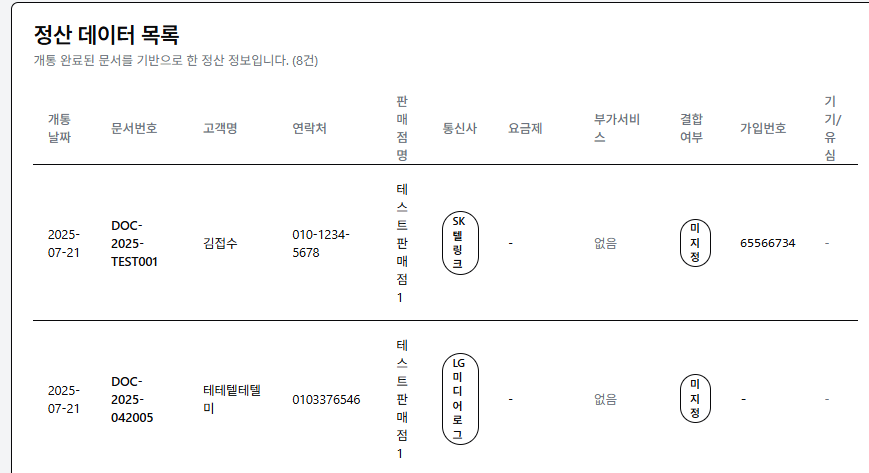 정산 데이터 목록
개통 완료된 문서를 기반으로 한 정산 정보입니다. (8건)
개통
날짜
문서번호
고객명
연락처
판
매
점
명
통신사
요금제
부가서비
스
결합
여부
가입번호
기
기/
유
심
2025-
07-21
DOC-
2025-
TEST001
김접수
010-1234-
5678
테
스
트
판
매
점
1
SK
텔
링
크
-
없음
미
지
정
65566734
-
2025-
07-21
DOC-
2025-
042005
테테텥테텔
미
0103376546
테
스
트
판
매
점
1
LG
미
디
어
로
그
-
없음
미
지
정
-
-